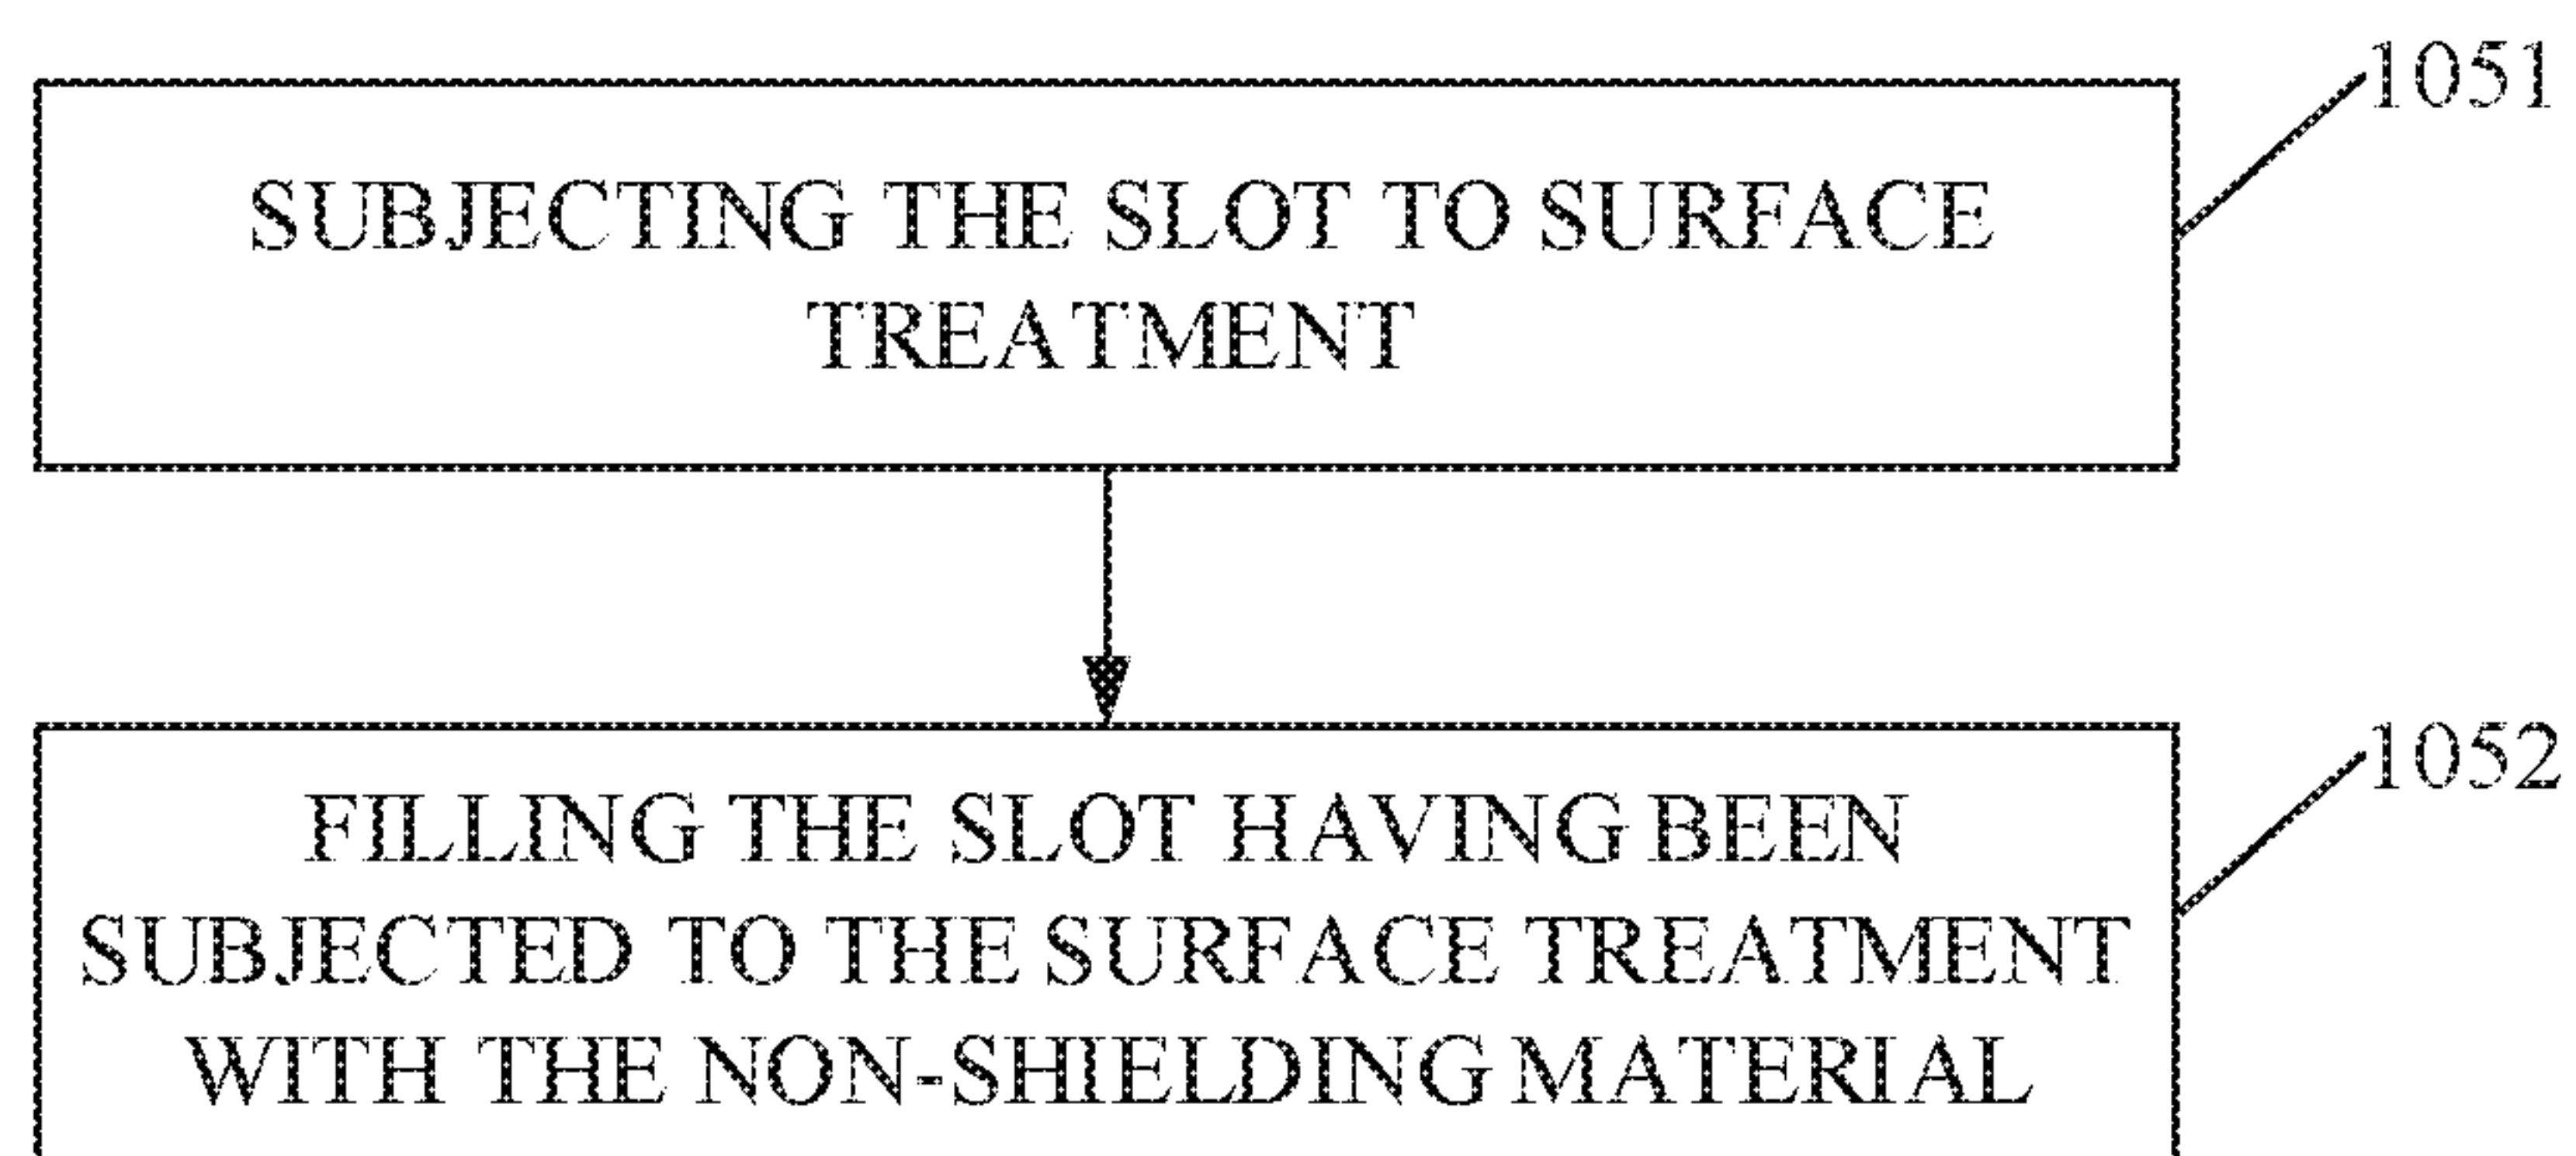 1051
SUBJECTING THE SLOT TO SURFACE
TREATMENT
1052
FILLING THE SLOT HAVING BEEN
SUBJECTED TO THE SURFACE TREATMENT
WITH THE NON-SHIELDING MATERIAL